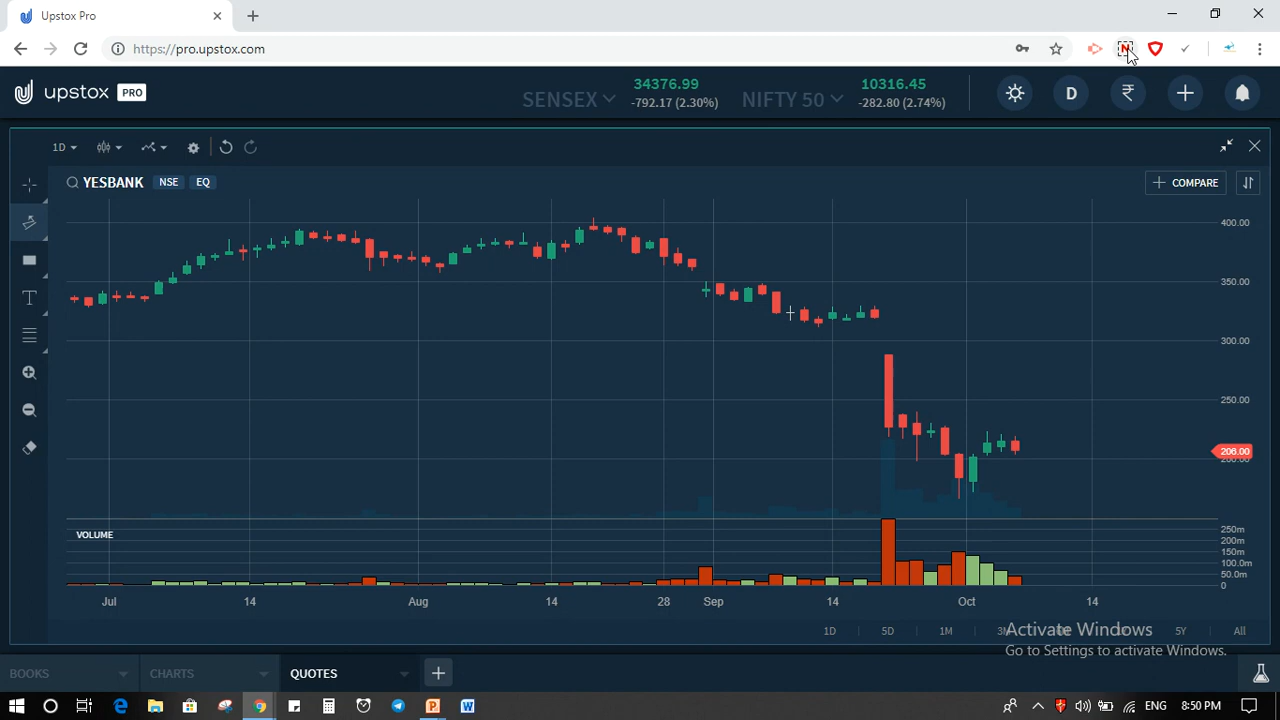 Upstox Pro
https://pro.upstox.com
upstox PRO
SENSEX
34376.99
-792.17 (2.30%)
NIFTY 50
10316.45
-282.80 (2.74%)
D
₹
1D
YESBANK NSE EQ
COMPARE
400.00
350.00
300.00
250.00
206.00
200.00
VOLUME
250m
200m
150m
100.0m
50.0m
0
Jul 14 Aug 14 28 Sep 14 Oct 14
1D 5D 1M 3M 5Y All
Activate Windows
Go to Settings to activate Windows.
BOOKS CHARTS QUOTES
ENG 8:50 PM